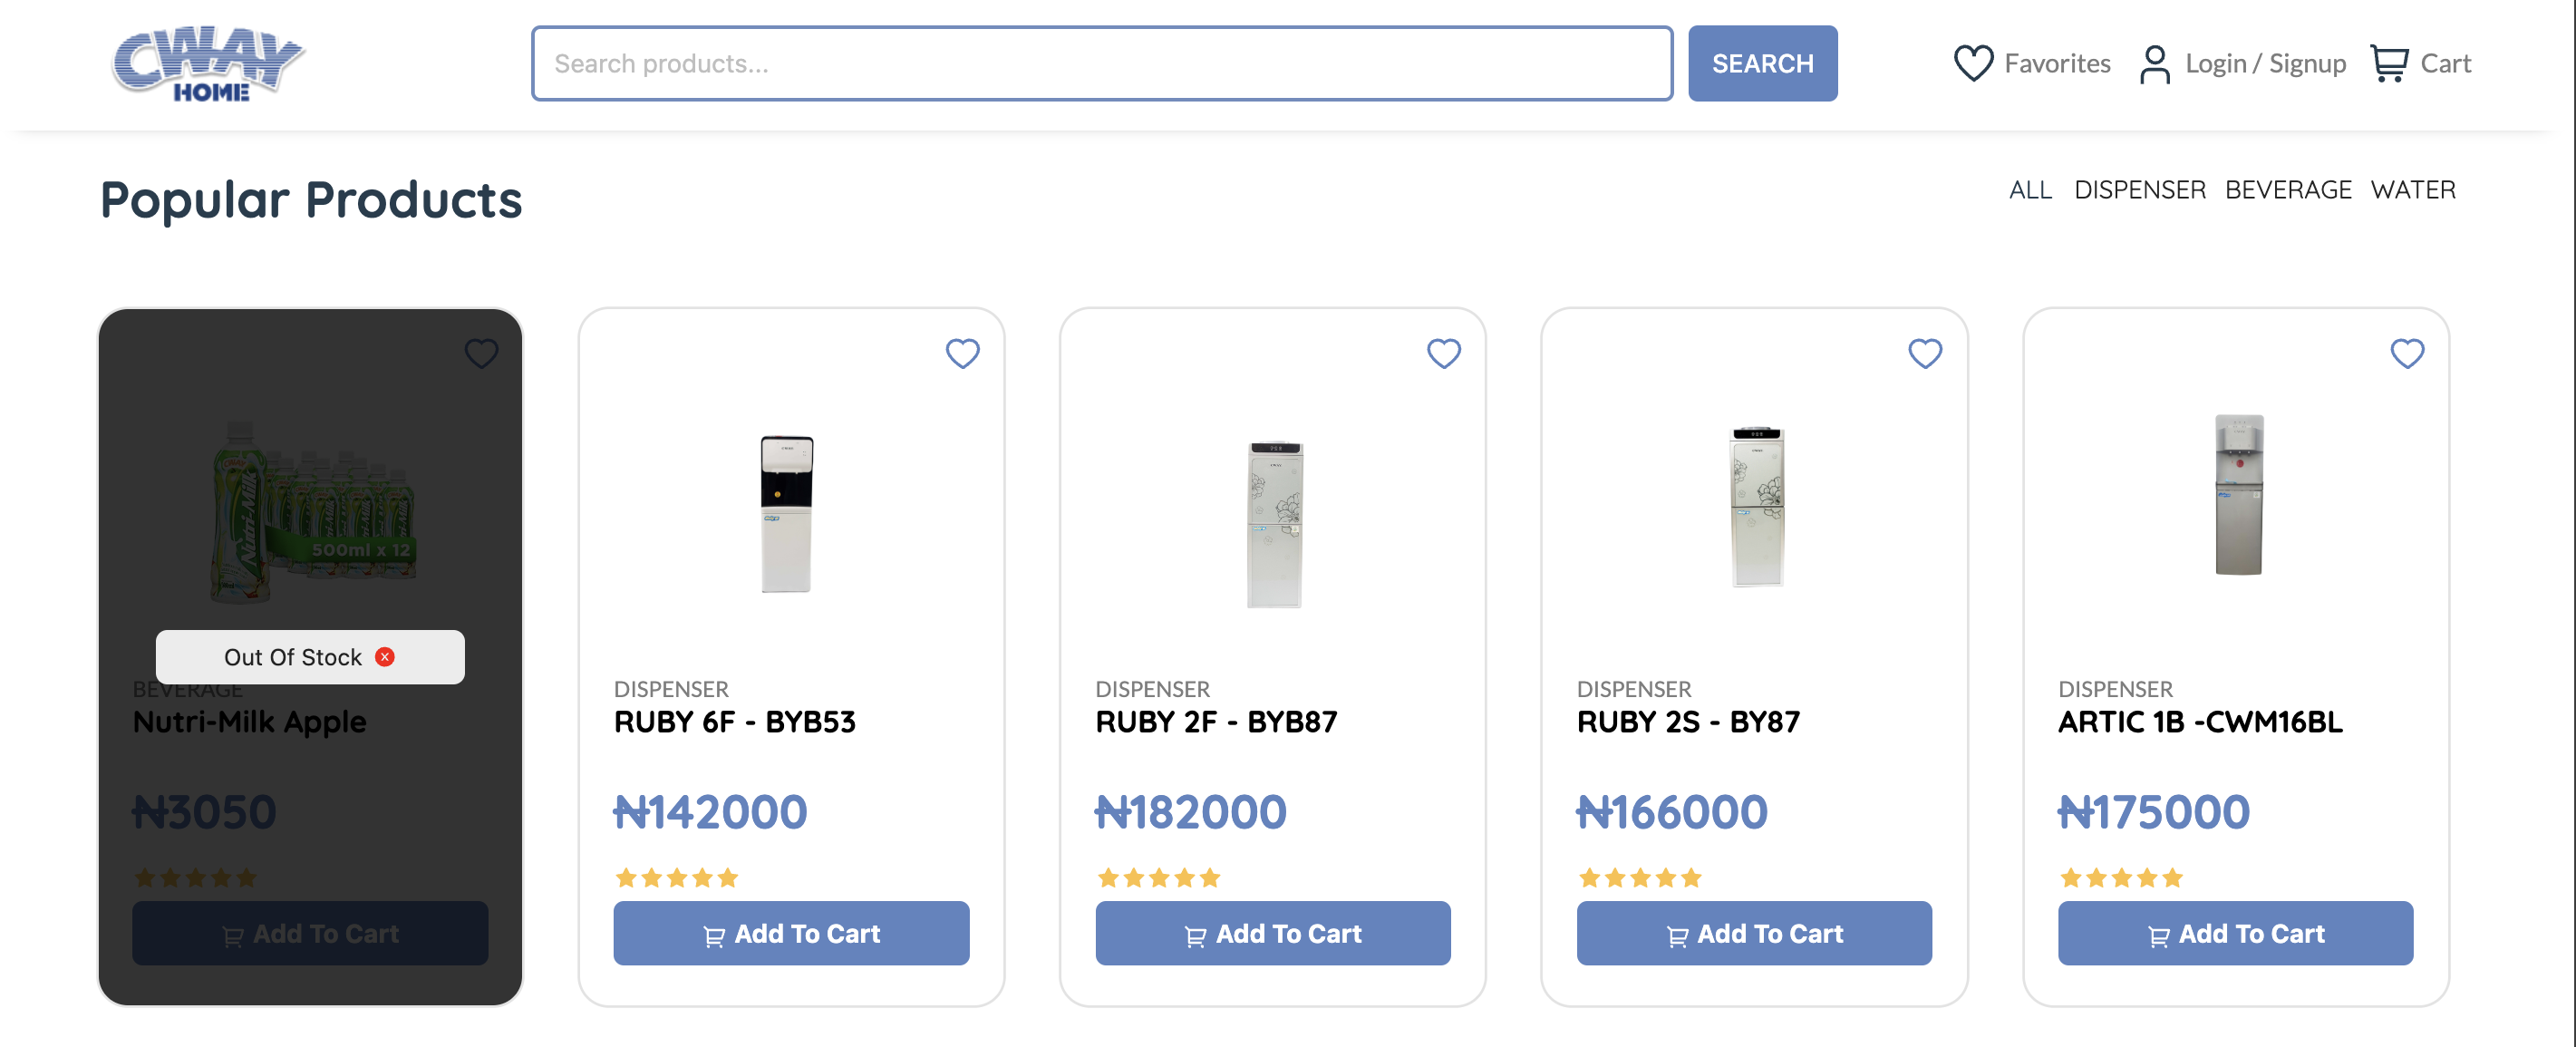 CWAY
HOME
Search products...
SEARCH
Favorites
Login / Signup
Cart
Popular Products
ALL DISPENSER BEVERAGE WATER
Nutri-Milk
500ml x 12
Out Of Stock
BEVERAGE
Nutri-Milk Apple
₦3050
Add To Cart
DISPENSER
RUBY 6F - BYB53
₦142000
Add To Cart
DISPENSER
RUBY 2F - BYB87
₦182000
Add To Cart
DISPENSER
RUBY 2S - BY87
₦166000
Add To Cart
DISPENSER
ARTIC 1B -CWM16BL
₦175000
Add To Cart